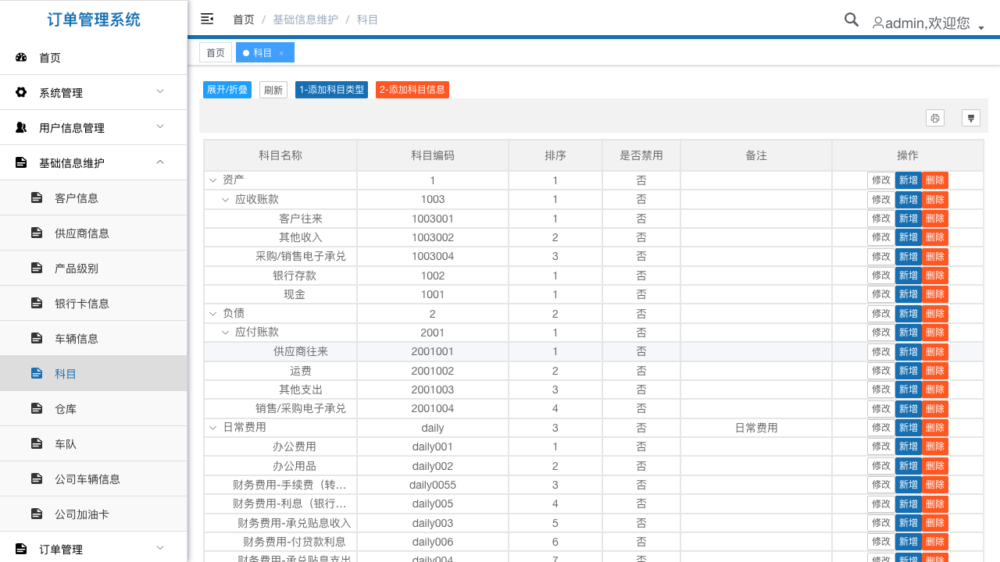 订单管理系统
首页
系统管理
用户信息管理
基础信息维护
客户信息
供应商信息
产品级别
银行卡信息
车辆信息
科目
仓库
车队
公司车辆信息
公司加油卡
订单管理
首页 / 基础信息维护 / 科目
admin,欢迎您
首页 科目 ×
展开/折叠 刷新 1-添加科目类型 2-添加科目信息
科目名称 科目编码 排序 是否禁用 备注 操作
资产 1 1 否 修改 新增 删除
应收账款 1003 1 否 修改 新增 删除
客户往来 1003001 1 否 修改 新增 删除
其他收入 1003002 2 否 修改 新增 删除
采购/销售电子承兑 1003004 3 否 修改 新增 删除
银行存款 1002 1 否 修改 新增 删除
现金 1001 1 否 修改 新增 删除
负债 2 2 否 修改 新增 删除
应付账款 2001 1 否 修改 新增 删除
供应商往来 2001001 1 否 修改 新增 删除
运费 2001002 2 否 修改 新增 删除
其他支出 2001003 3 否 修改 新增 删除
销售/采购电子承兑 2001004 4 否 修改 新增 删除
日常费用 daily 3 否 日常费用 修改 新增 删除
办公费用 daily001 1 否 修改 新增 删除
办公用品 daily002 2 否 修改 新增 删除
财务费用-手续费（转… daily0055 3 否 修改 新增 删除
财务费用-利息（银行… daily005 4 否 修改 新增 删除
财务费用-承兑贴息收入 daily003 5 否 修改 新增 删除
财务费用-付贷款利息 daily006 6 否 修改 新增 删除
财务费用-承兑贴息支出 daily004 7 否 修改 新增 删除